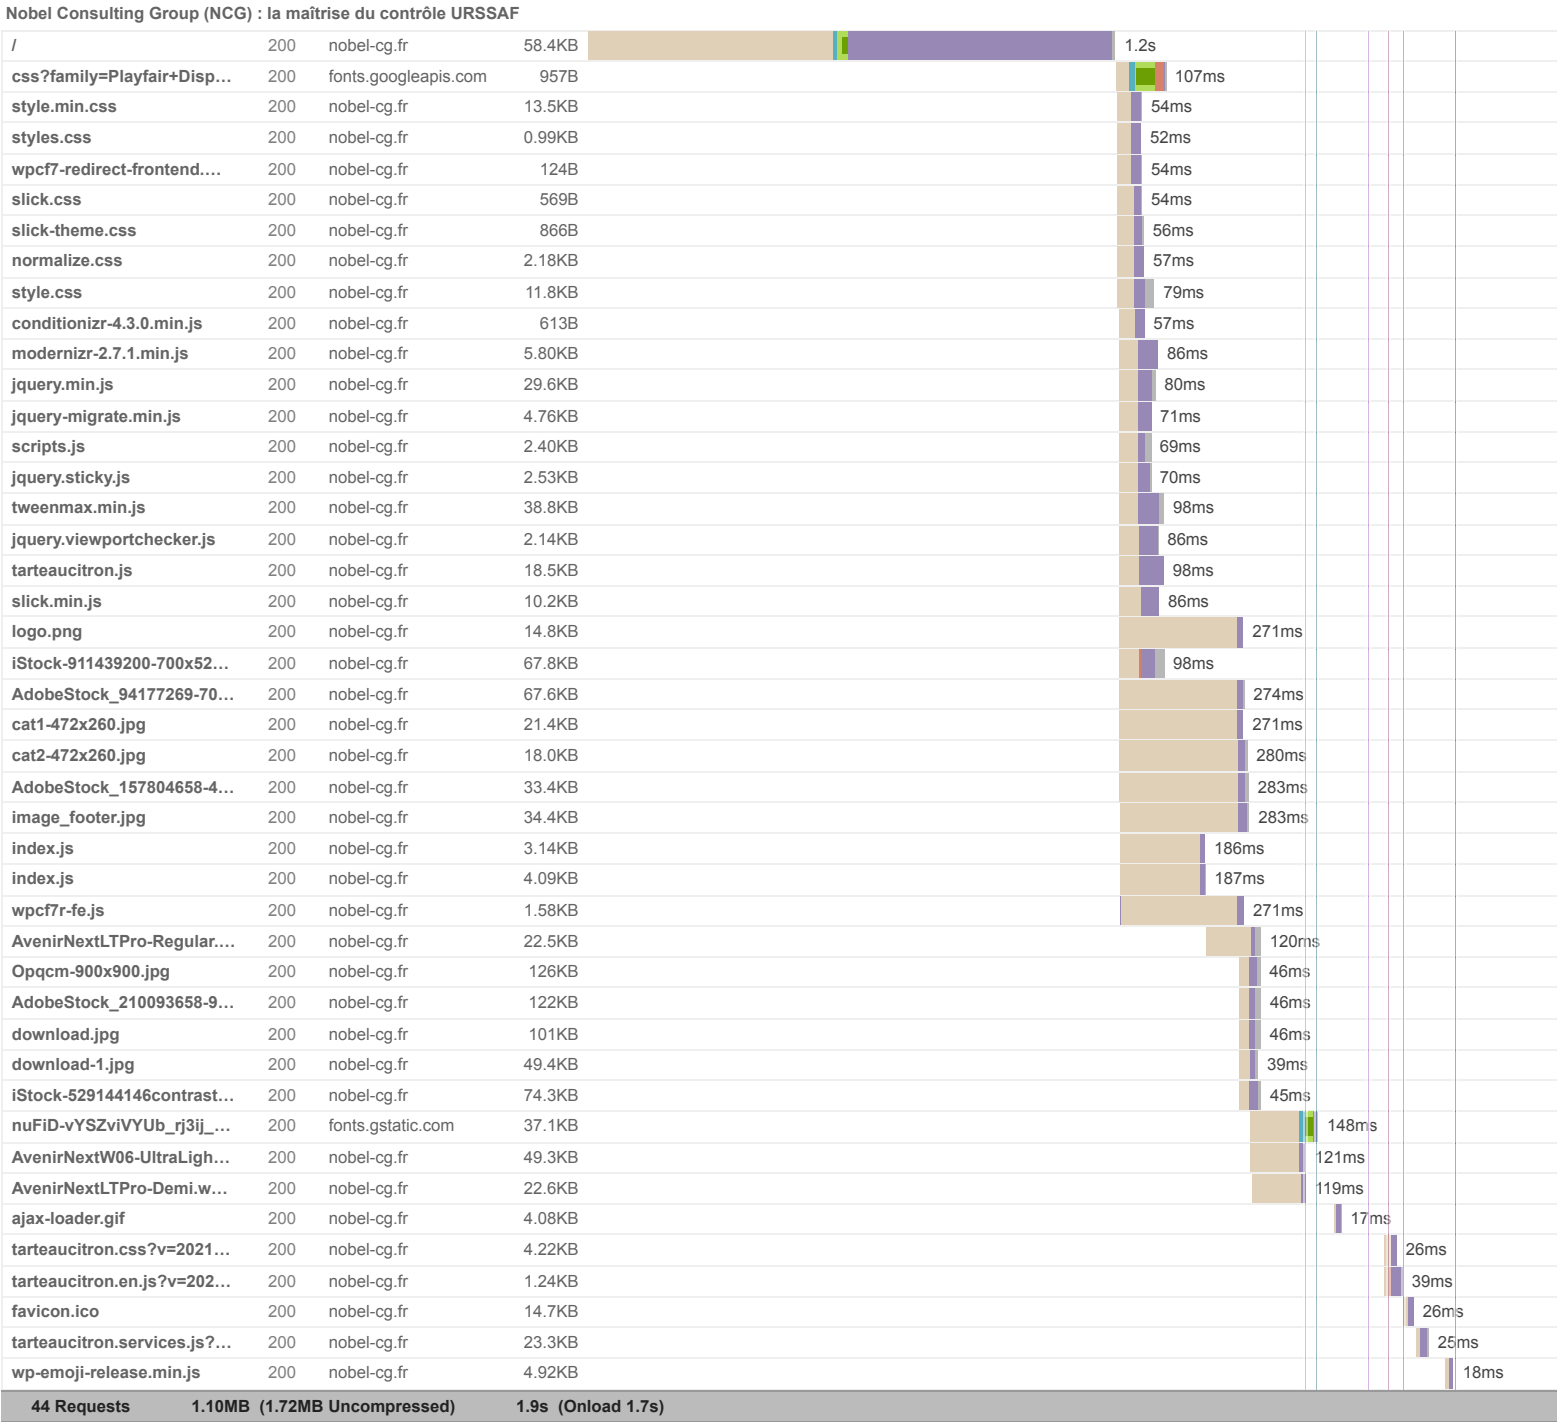 Nobel Consulting Group (NCG) : la maîtrise du contrôle URSSAF
/ 200 nobel-cg.fr 58.4KB 1.2s
css?family=Playfair+Disp… 200 fonts.googleapis.com 957B 107ms
style.min.css 200 nobel-cg.fr 13.5KB 54ms
styles.css 200 nobel-cg.fr 0.99KB 52ms
wpcf7-redirect-frontend.… 200 nobel-cg.fr 124B 54ms
slick.css 200 nobel-cg.fr 569B 54ms
slick-theme.css 200 nobel-cg.fr 866B 56ms
normalize.css 200 nobel-cg.fr 2.18KB 57ms
style.css 200 nobel-cg.fr 11.8KB 79ms
conditionizr-4.3.0.min.js 200 nobel-cg.fr 613B 57ms
modernizr-2.7.1.min.js 200 nobel-cg.fr 5.80KB 86ms
jquery.min.js 200 nobel-cg.fr 29.6KB 80ms
jquery-migrate.min.js 200 nobel-cg.fr 4.76KB 71ms
scripts.js 200 nobel-cg.fr 2.40KB 69ms
jquery.sticky.js 200 nobel-cg.fr 2.53KB 70ms
tweenmax.min.js 200 nobel-cg.fr 38.8KB 98ms
jquery.viewportchecker.js 200 nobel-cg.fr 2.14KB 86ms
tarteaucitron.js 200 nobel-cg.fr 18.5KB 98ms
slick.min.js 200 nobel-cg.fr 10.2KB 86ms
logo.png 200 nobel-cg.fr 14.8KB 271ms
iStock-911439200-700x52… 200 nobel-cg.fr 67.8KB 98ms
AdobeStock_94177269-70… 200 nobel-cg.fr 67.6KB 274ms
cat1-472x260.jpg 200 nobel-cg.fr 21.4KB 271ms
cat2-472x260.jpg 200 nobel-cg.fr 18.0KB 280ms
AdobeStock_157804658-4… 200 nobel-cg.fr 33.4KB 283ms
image_footer.jpg 200 nobel-cg.fr 34.4KB 283ms
index.js 200 nobel-cg.fr 3.14KB 186ms
index.js 200 nobel-cg.fr 4.09KB 187ms
wpcf7r-fe.js 200 nobel-cg.fr 1.58KB 271ms
AvenirNextLTPro-Regular.… 200 nobel-cg.fr 22.5KB 120ms
Opqcm-900x900.jpg 200 nobel-cg.fr 126KB 46ms
AdobeStock_210093658-9… 200 nobel-cg.fr 122KB 46ms
download.jpg 200 nobel-cg.fr 101KB 46ms
download-1.jpg 200 nobel-cg.fr 49.4KB 39ms
iStock-529144146contrast… 200 nobel-cg.fr 74.3KB 45ms
nuFiD-vYSZviVYUb_rj3ij_… 200 fonts.gstatic.com 37.1KB 148ms
AvenirNextW06-UltraLigh… 200 nobel-cg.fr 49.3KB 121ms
AvenirNextLTPro-Demi.w… 200 nobel-cg.fr 22.6KB 119ms
ajax-loader.gif 200 nobel-cg.fr 4.08KB 17ms
tarteaucitron.css?v=2021… 200 nobel-cg.fr 4.22KB 26ms
tarteaucitron.en.js?v=202… 200 nobel-cg.fr 1.24KB 39ms
favicon.ico 200 nobel-cg.fr 14.7KB 26ms
tarteaucitron.services.js?… 200 nobel-cg.fr 23.3KB 25ms
wp-emoji-release.min.js 200 nobel-cg.fr 4.92KB 18ms
44 Requests 1.10MB (1.72MB Uncompressed) 1.9s (Onload 1.7s)